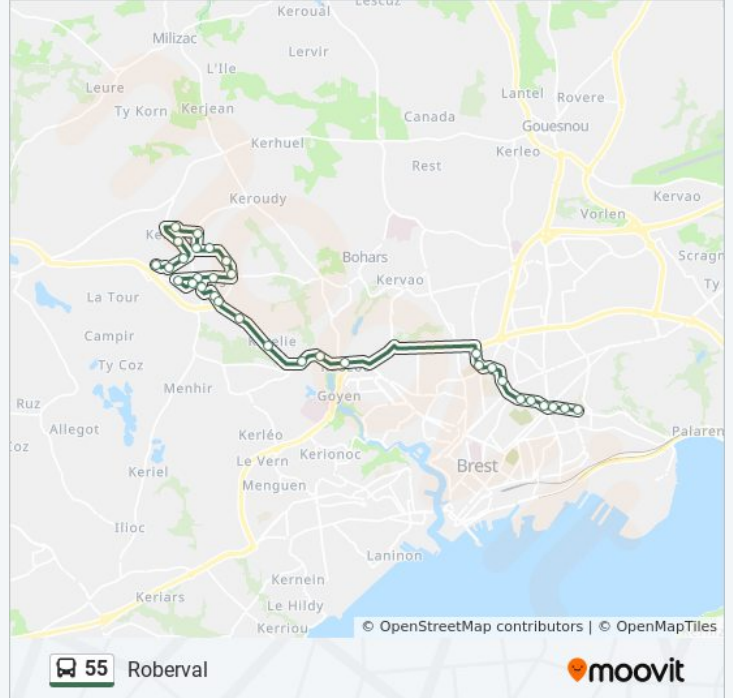 Lescuz
Keroual
Milizac
Lervir
L'Ile
Leure
Lantel Rovere
Ty Korn Kerjean
Canada
Gouesnou
Kerhuel
Kerleo
Rest
Kervao
Keroudy
Vorlen
Bohars
Scragn
Kervao
Ty
La Tour
Campir
Ty Coz
Menhir
Ruz
Goyen
Allegot
Palaren
Kerléo
Le Vern Kerionoc
Brest
Keriel
Menguen
Ilioc
Laninon
Kernein
Keriars
Le Hildy
Kerriou
© OpenStreetMap contributors | © OpenMapTiles
55 Roberval
moovit